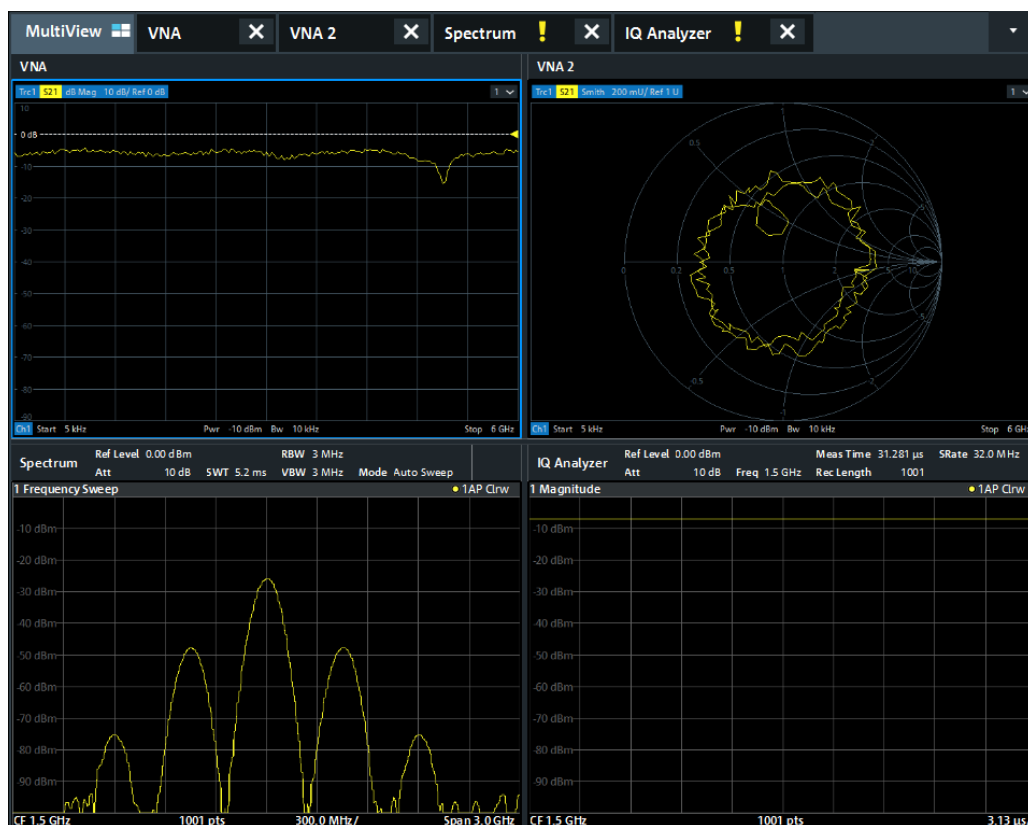 MultiView VNA VNA 2 Spectrum ! IQ Analyzer !
VNA
Trc1 S21 dB Mag 10 dB/ Ref 0 dB 1
10
0 dB
-10
-20
-30
-40
-50
-60
-70
-80
-90
Ch1 Start 5 kHz Pwr -10 dBm Bw 10 kHz Stop 6 GHz
VNA 2
Trc1 S21 Smith 200 mU/ Ref 1 U 1
1
0.5 2
5
0 0.2 0.5 1 2 5 10
-5
-0.5 -2
-1
Ch1 Start 5 kHz Pwr -10 dBm Bw 10 kHz Stop 6 GHz
Spectrum
Ref Level 0.00 dBm RBW 3 MHz
Att 10 dB SWT 5.2 ms VBW 3 MHz Mode Auto Sweep
1 Frequency Sweep 1AP Clrw
-10 dBm
-20 dBm
-30 dBm
-40 dBm
-50 dBm
-60 dBm
-70 dBm
-80 dBm
-90 dBm
CF 1.5 GHz 1001 pts 300.0 MHz/ Span 3.0 GHz
IQ Analyzer
Ref Level 0.00 dBm Meas Time 31.281 µs SRate 32.0 MHz
Att 10 dB Freq 1.5 GHz Rec Length 1001
1 Magnitude 1AP Clrw
-10 dBm
-20 dBm
-30 dBm
-40 dBm
-50 dBm
-60 dBm
-70 dBm
-80 dBm
-90 dBm
CF 1.5 GHz 1001 pts 3.13 µs